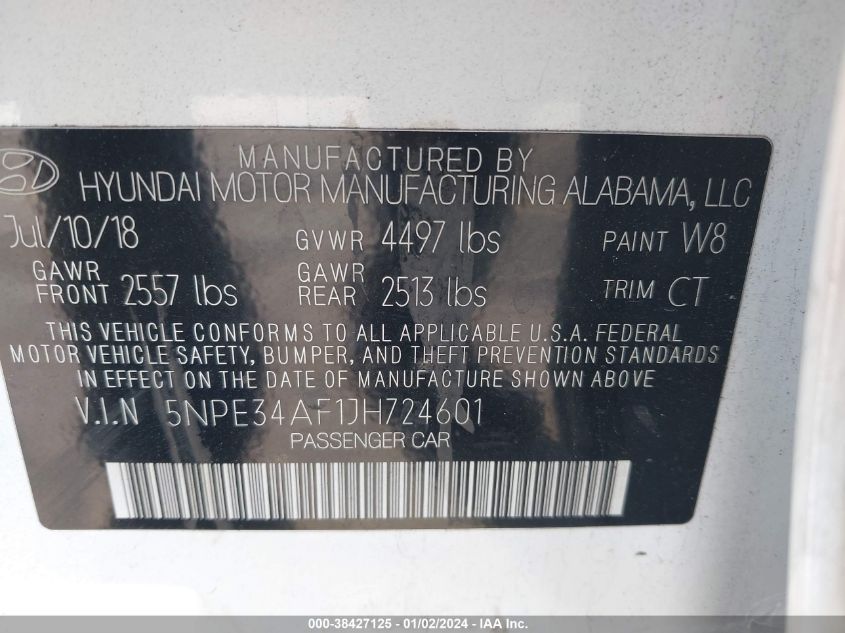 MANUFACTURED BY
HYUNDAI MOTOR MANUFACTURING ALABAMA, LLC
Jul/10/18 GVWR 4497 lbs PAINT W8
GAWR FRONT 2557 lbs GAWR REAR 2513 lbs TRIM CT
THIS VEHICLE CONFORMS TO ALL APPLICABLE U.S.A. FEDERAL
MOTOR VEHICLE SAFETY, BUMPER, AND THEFT PREVENTION STANDARDS
IN EFFECT ON THE DATE OF MANUFACTURE SHOWN ABOVE
V.I.N 5NPE34AF1JH724601
PASSENGER CAR
000-38427125 - 01/02/2024 - IAA Inc.